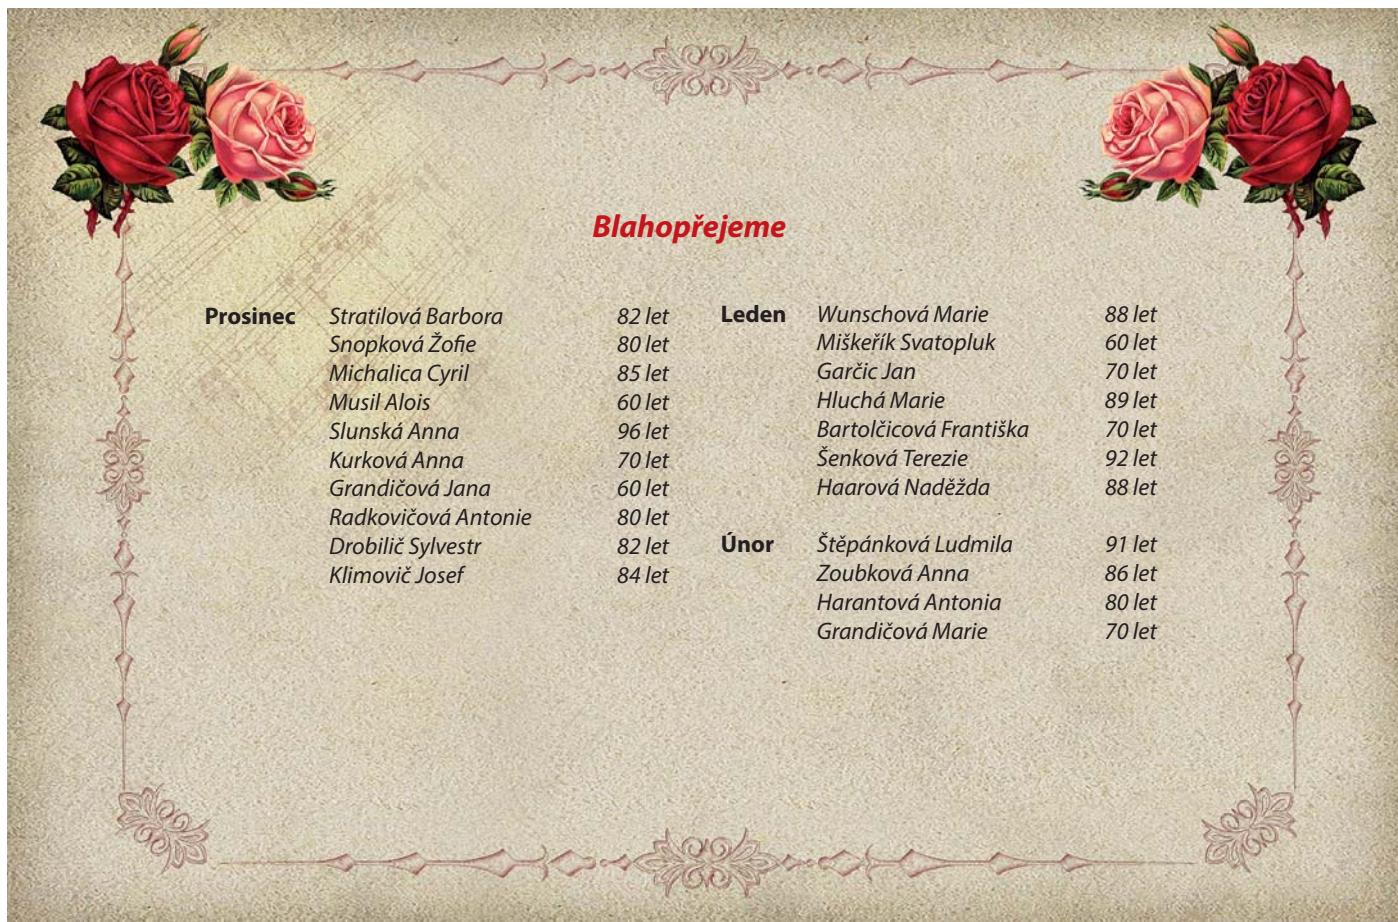 Blahopřejeme
Prosinec Stratilová Barbora 82 let
Snopková Žofie 80 let
Michalica Cyril 85 let
Musil Alois 60 let
Slunská Anna 96 let
Kurková Anna 70 let
Grandičová Jana 60 let
Radkovičová Antonie 80 let
Drobilič Sylvestr 82 let
Klimovič Josef 84 let
Leden Wunschová Marie 88 let
Miškeřík Svatopluk 60 let
Garčic Jan 70 let
Hluchá Marie 89 let
Bartolčicová Františka 70 let
Šenková Terezie 92 let
Haarová Naděžda 88 let
Únor Štěpánková Ludmila 91 let
Zoubková Anna 86 let
Harantová Antonia 80 let
Grandičová Marie 70 let